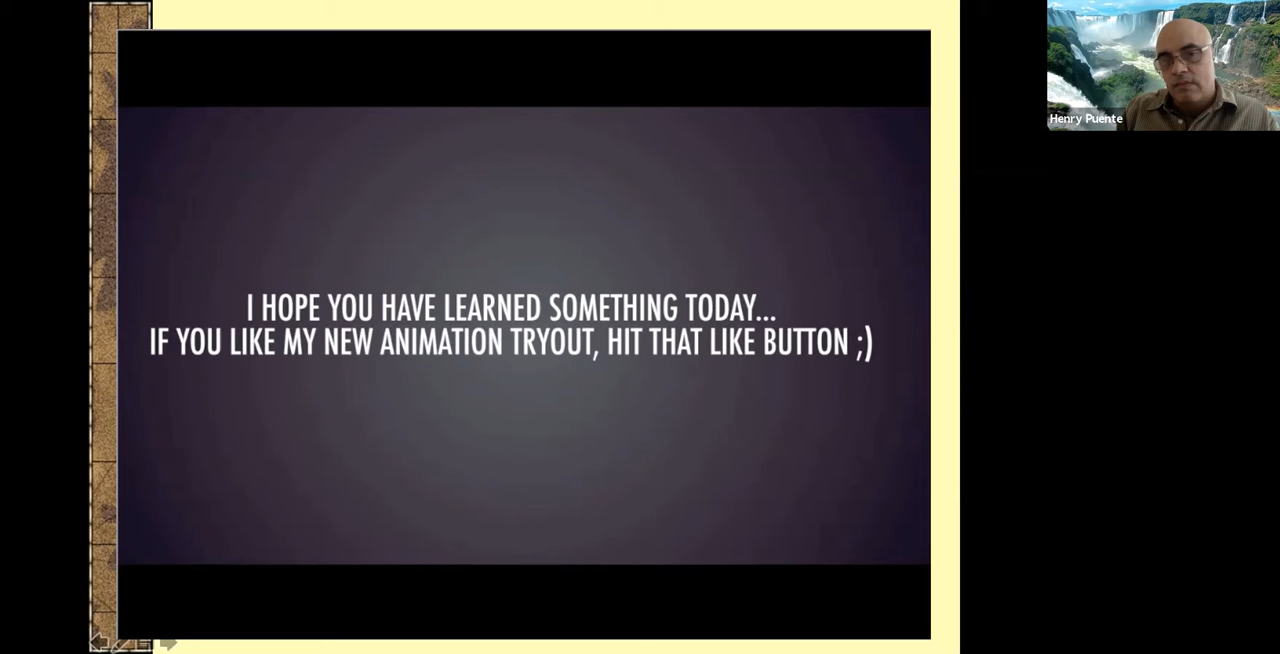 Henry Puente
I HOPE YOU HAVE LEARNED SOMETHING TODAY...
IF YOU LIKE MY NEW ANIMATION TRYOUT, HIT THAT LIKE BUTTON ;)